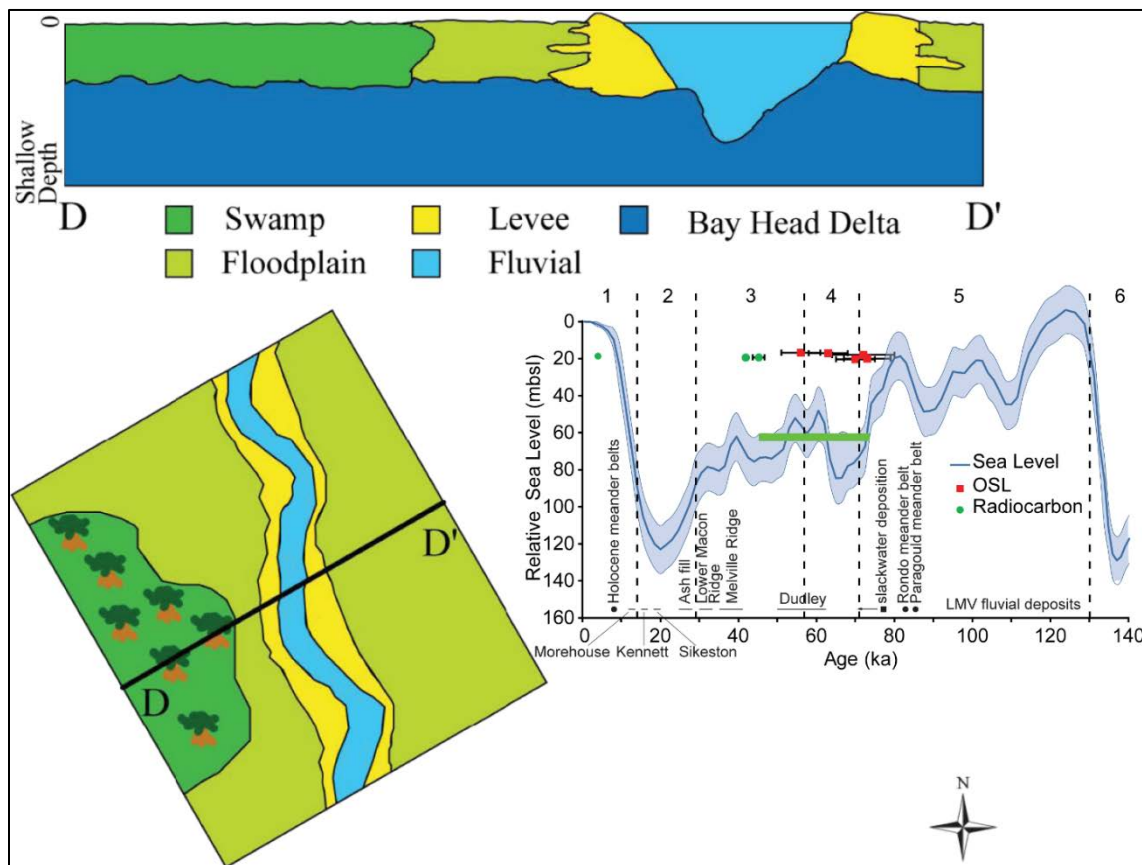 0
Shallow
Depth
D
D'
Swamp
Levee
Bay Head Delta
Floodplain
Fluvial
D'
D
1 2 3 4 5 6
Relative Sea Level (mbsl)
0
20
40
60
80
100
120
140
160
Sea Level
OSL
Radiocarbon
Holocene meander belts
Ash fill
Lower Macon
Ridge
Melville Ridge
Dudley
slackwater deposition
Rondo meander belt
Paragould meander belt
LMV fluvial deposits
0 20 40 60 80 100 120 140
Morehouse Kennett Sikeston
Age (ka)
N